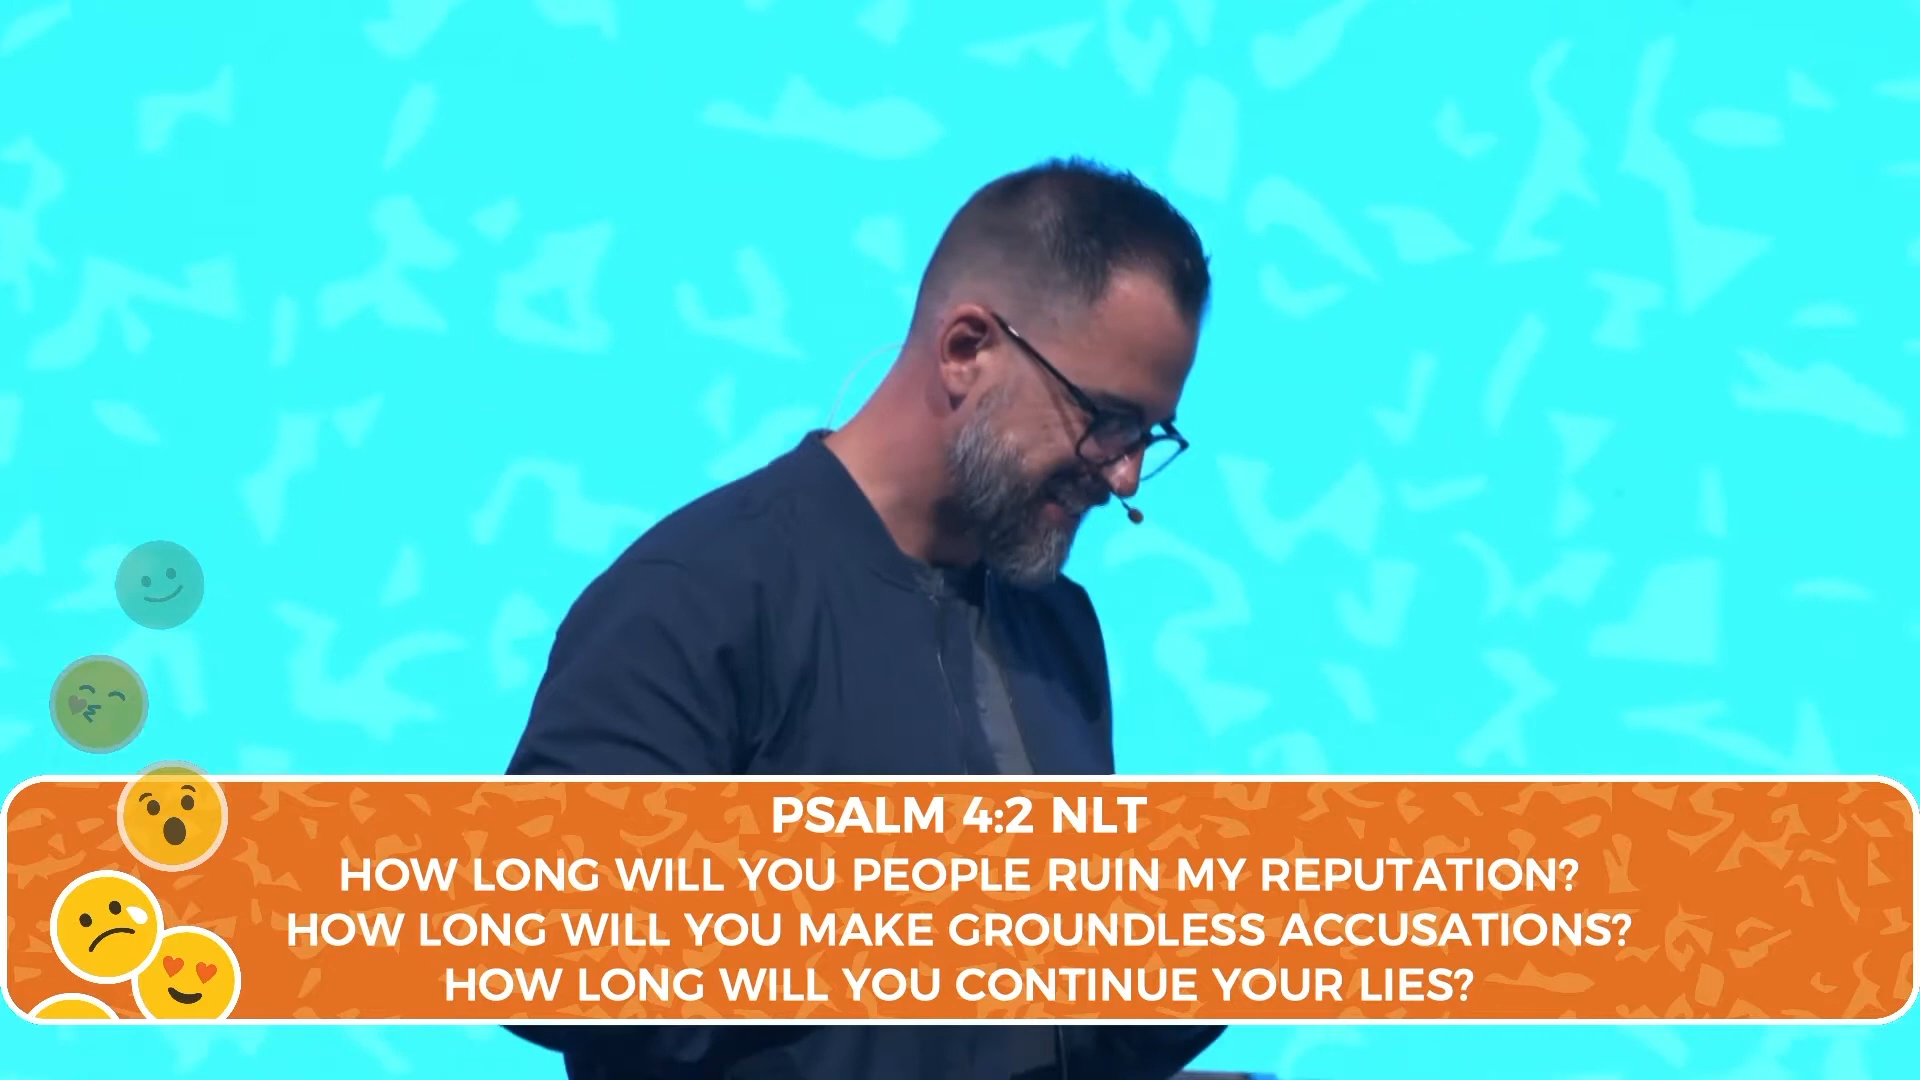 PSALM 4:2 NLT
HOW LONG WILL YOU PEOPLE RUIN MY REPUTATION?
HOW LONG WILL YOU MAKE GROUNDLESS ACCUSATIONS?
HOW LONG WILL YOU CONTINUE YOUR LIES?